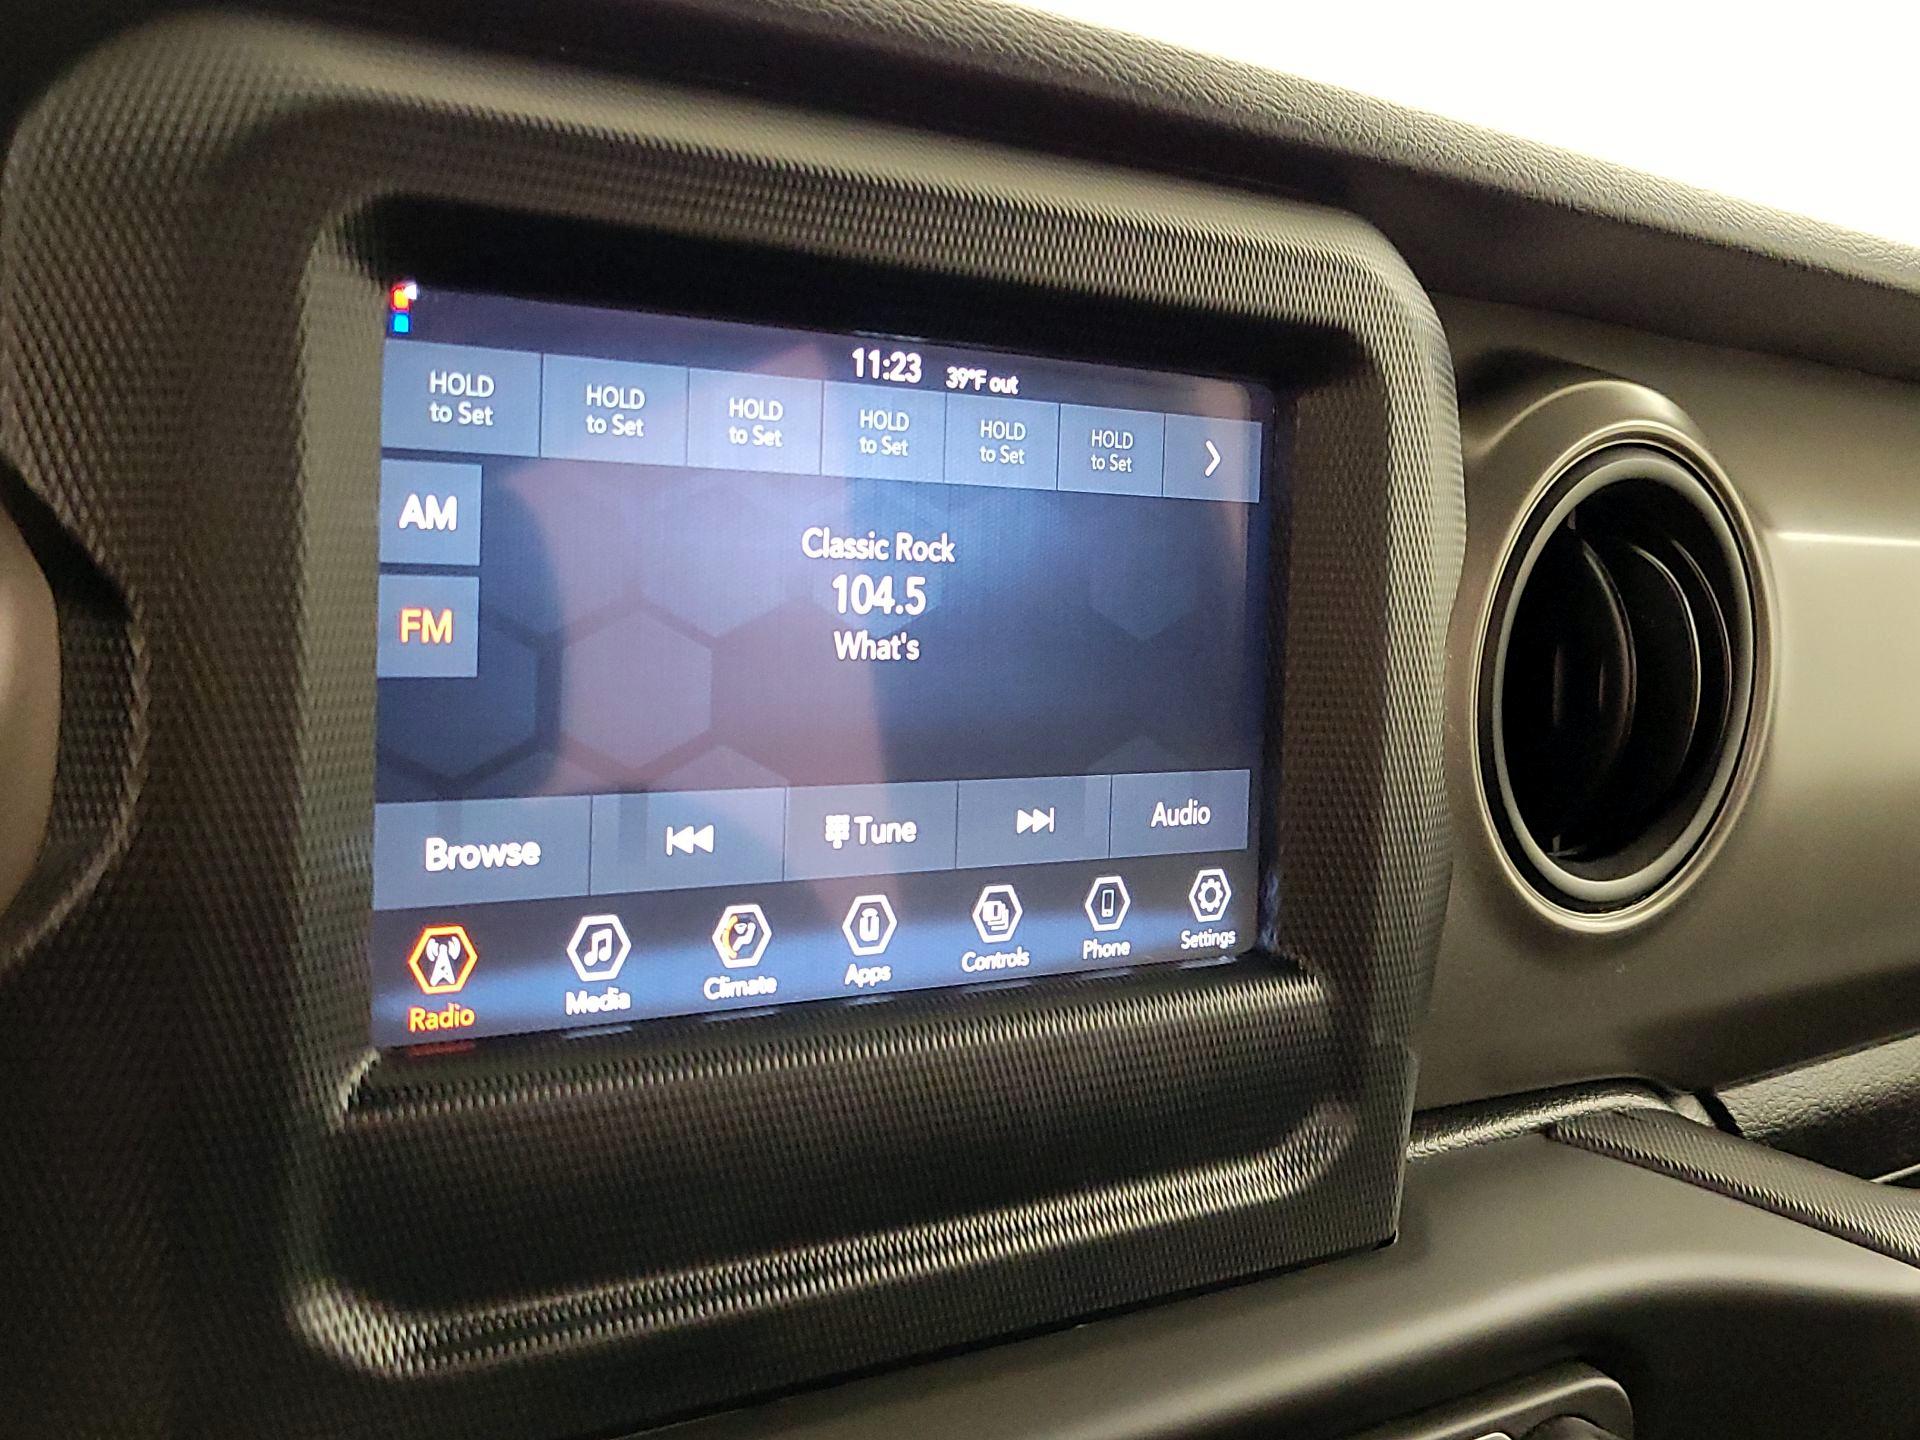 11:23 39°F out
HOLD
to Set
HOLD
to Set
HOLD
to Set
HOLD
to Set
HOLD
to Set
HOLD
to Set
AM
FM
Classic Rock
104.5
What's
Browse
Tune
Audio
Radio
Media
Climate
Apps
Controls
Phone
Settings